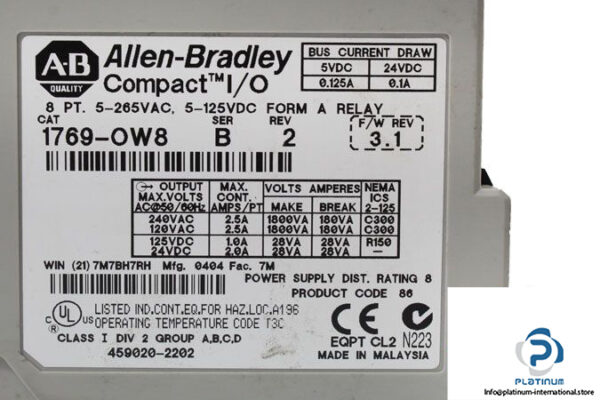 A-B
QUALITY
Allen-Bradley
Compact™ I/O
BUS CURRENT DRAW
5VDC 24VDC
0.125A 0.1A
8 PT. 5-265VAC, 5-125VDC FORM A RELAY
CAT SER REV F/W REV
1769-OW8 B 2 3.1
OUTPUT MAX. VOLTS AC@50/60Hz MAX. CONT. AMPS/PT VOLTS AMPERES MAKE BREAK NEMA ICS 2-125
240VAC 2.5A 1800VA 180VA C300
120VAC 2.5A 1800VA 180VA C300
125VDC 1.0A 28VA 28VA R150
24VDC 2.0A 28VA 28VA —
WIN (21) 7M7BH7RH Mfg. 0404 Fac. 7M
POWER SUPPLY DIST. RATING 8
PRODUCT CODE 86
C UL US LISTED IND.CONT.EQ.FOR HAZ.LOC.A196
OPERATING TEMPERATURE CODE T3C
CLASS I DIV 2 GROUP A,B,C,D
459020-2202
CE
EQPT CL2 N223
MADE IN MALAYSIA
PLATINUM
INTERNATIONAL
https://platinum-international.store